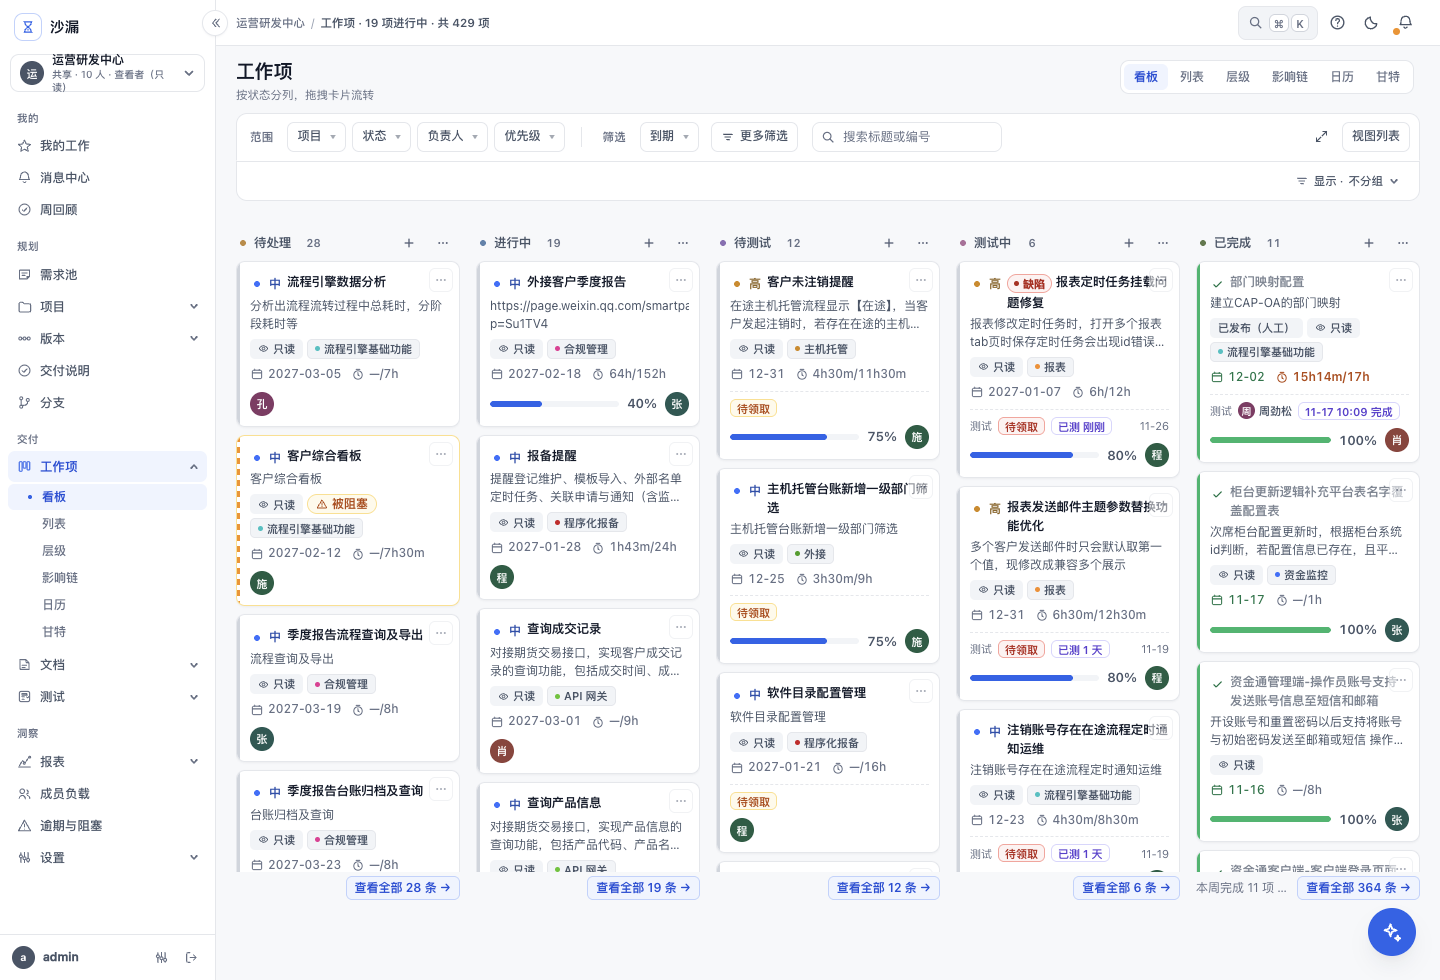 沙漏
运
运营研发中心
共享 · 10 人 · 查看者（只读）
我的
我的工作
消息中心
周回顾
规划
需求池
项目
版本
交付说明
分支
交付
工作项
看板
列表
层级
影响链
日历
甘特
文档
测试
洞察
报表
成员负载
逾期与阻塞
设置
a admin
运营研发中心 / 工作项 · 19 项进行中 · 共 429 项
⌘ K
工作项
按状态分列，拖拽卡片流转
看板 列表 层级 影响链 日历 甘特
范围 项目 状态 负责人 优先级 筛选 到期 更多筛选 搜索标题或编号 视图列表
显示 · 不分组
待处理 28
中 流程引擎数据分析
分析出流程流转过程中总耗时，分阶
段耗时等
只读 流程引擎基础功能
2027-03-05 —/7h
孔
中 客户综合看板
客户综合看板
只读 被阻塞
流程引擎基础功能
2027-02-12 —/7h30m
施
中 季度报告流程查询及导出
流程查询及导出
只读 合规管理
2027-03-19 —/8h
张
中 季度报告台账归档及查询
台账归档及查询
只读 合规管理
2027-03-23 —/8h
查看全部 28 条 →
进行中 19
中 外接客户季度报告
https://page.weixin.qq.com/smartpa
p=Su1TV4
只读 合规管理
2027-02-18 64h/152h
40% 张
中 报备提醒
提醒登记维护、模板导入、外部名单
定时任务、关联申请与通知（含监...
只读 程序化报备
2027-01-28 1h43m/24h
程
中 查询成交记录
对接期货交易接口，实现客户成交记
录的查询功能，包括成交时间、成...
只读 API 网关
2027-03-01 —/9h
肖
中 查询产品信息
对接期货交易接口，实现产品信息的
查询功能，包括产品代码、产品名...
只读 API 网关
查看全部 19 条 →
待测试 12
高 客户未注销提醒
在途主机托管流程显示【在途】，当客
户发起注销时，若存在在途的主机...
只读 主机托管
12-31 4h30m/11h30m
待领取
75% 施
中 主机托管台账新增一级部门筛
选
主机托管台账新增一级部门筛选
只读 外接
12-25 3h30m/9h
待领取
75% 施
中 软件目录配置管理
软件目录配置管理
只读 程序化报备
2027-01-21 —/16h
待领取
程
查看全部 12 条 →
测试中 6
高 缺陷 报表定时任务挂载问
题修复
报表修改定时任务时，打开多个报表
tab页时保存定时任务会出现id错误...
只读 报表
2027-01-07 6h/12h
测试 待领取 已测 刚刚 11-26
80% 程
高 报表发送邮件主题参数替换功
能优化
多个客户发送邮件时只会默认取第一
个值，现修改成兼容多个展示
只读 报表
12-31 6h30m/12h30m
测试 待领取 已测 1 天 11-19
80% 程
中 注销账号存在在途流程定时通
知运维
注销账号存在在途流程定时通知运维
只读 流程引擎基础功能
12-23 4h30m/8h30m
测试 待领取 已测 1 天 11-19
查看全部 6 条 →
已完成 11
部门映射配置
建立CAP-OA的部门映射
已发布（人工） 只读
流程引擎基础功能
12-02 15h14m/17h
测试 周 周劲松 11-17 10:09 完成
100% 肖
柜台更新逻辑补充平台表名字覆
盖配置表
次席柜台配置更新时，根据柜台系统
id判断，若配置信息已存在，且平...
只读 资金监控
11-17 —/1h
100% 张
资金通管理端-操作员账号支持
发送账号信息至短信和邮箱
开设账号和重置密码以后支持将账号
与初始密码发送至邮箱或短信 操作...
只读
11-16 —/8h
100% 张
资金通客户端-客户端登录页面
本周完成 11 项 ... 查看全部 364 条 →